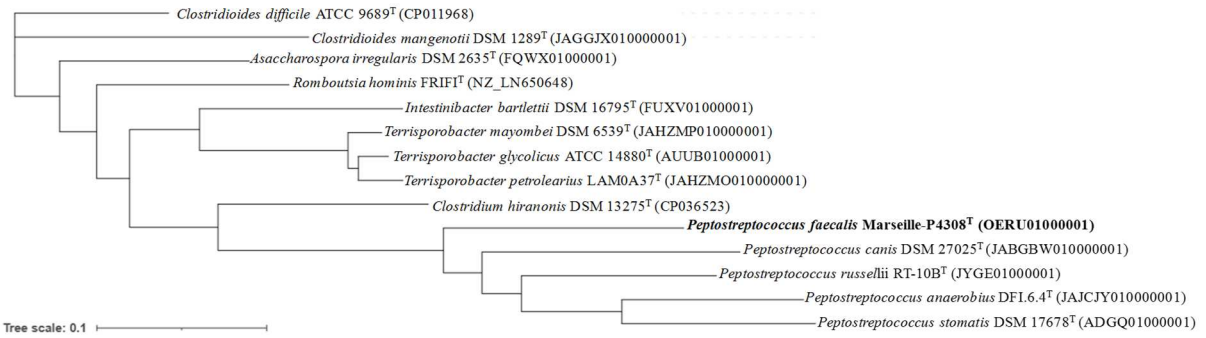 Clostridioides difficile ATCC 9689ᵀ (CP011968)
Clostridioides mangenotii DSM 1289ᵀ (JAGGJX010000001)
Asaccharospora irregularis DSM 2635ᵀ (FQWX01000001)
Romboutsia hominis FRIFIᵀ (NZ_LN650648)
Intestinibacter bartlettii DSM 16795ᵀ (FUXV01000001)
Terrisporobacter mayombei DSM 6539ᵀ (JAHZMP010000001)
Terrisporobacter glycolicus ATCC 14880ᵀ (AUUB01000001)
Terrisporobacter petrolearius LAM0A37ᵀ (JAHZMO010000001)
Clostridium hiranonis DSM 13275ᵀ (CP036523)
Peptostreptococcus faecalis Marseille-P4308ᵀ (OERU01000001)
Peptostreptococcus canis DSM 27025ᵀ (JABGBW010000001)
Peptostreptococcus russellii RT-10Bᵀ (JYGE01000001)
Peptostreptococcus anaerobius DFI.6.4ᵀ (JAJCJY010000001)
Peptostreptococcus stomatis DSM 17678ᵀ (ADGQ01000001)
Tree scale: 0.1